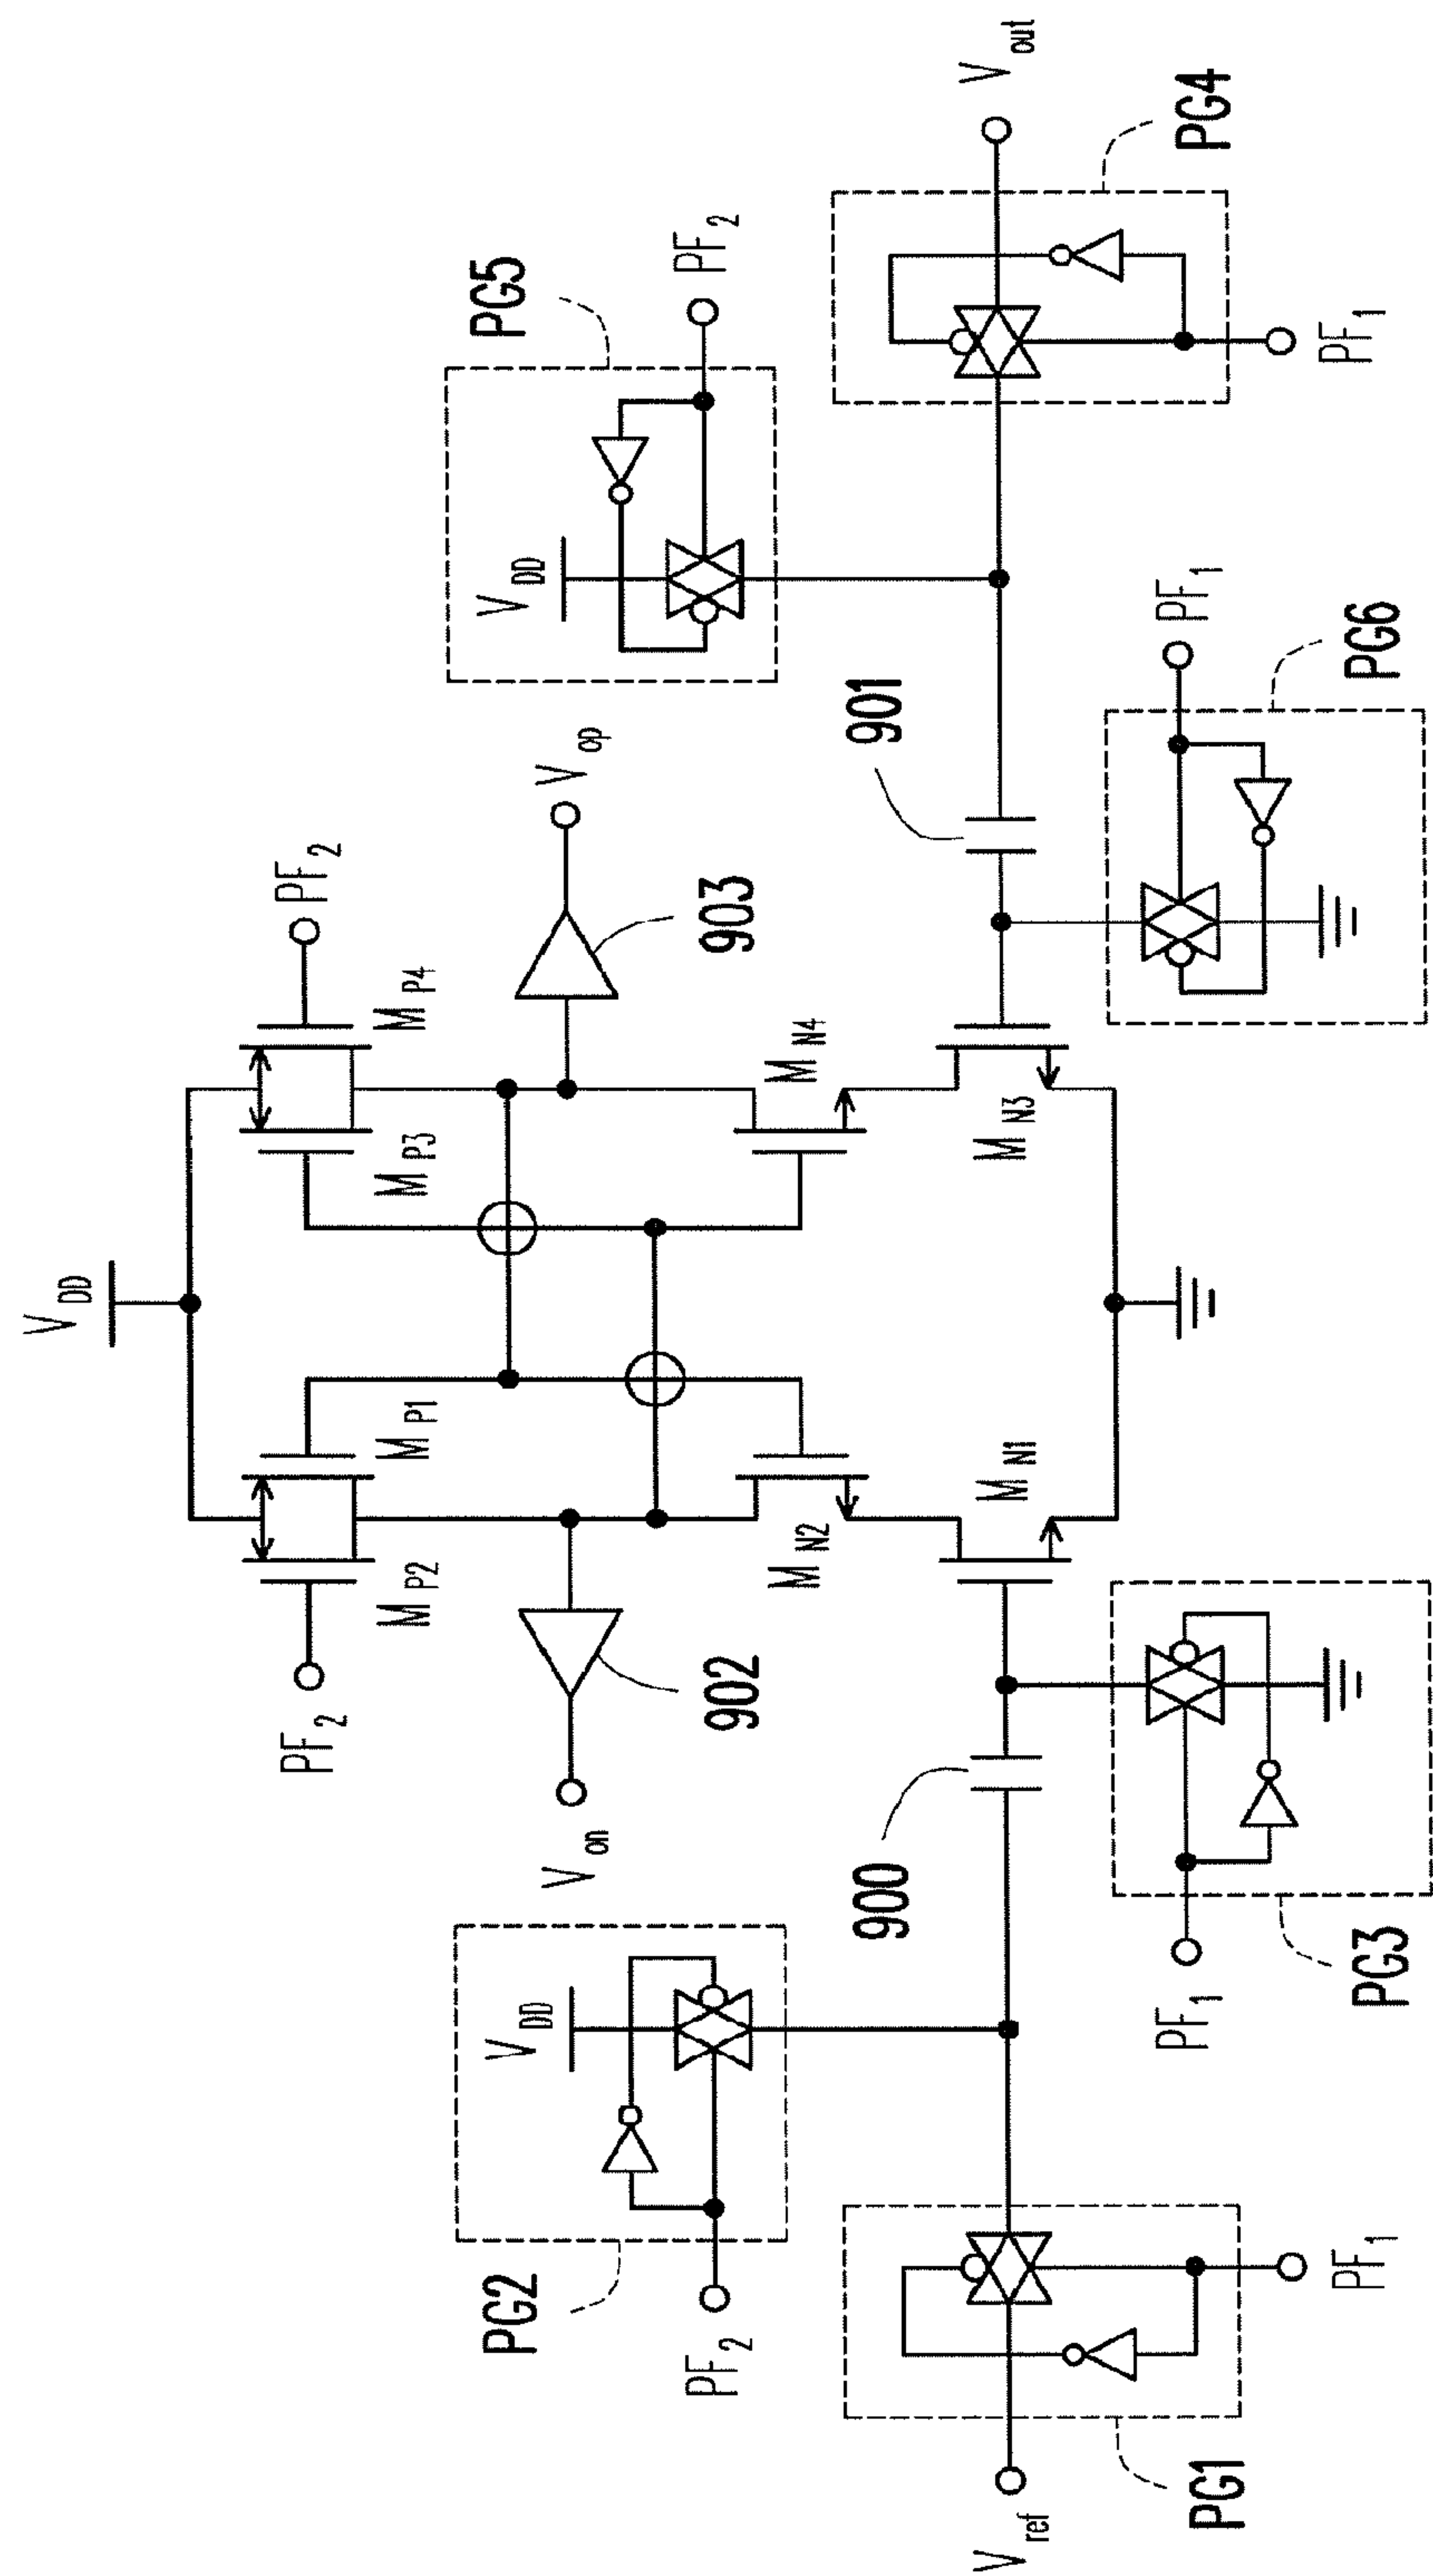 V_DD
PF_2
M_P2
M_P1
M_P3
M_P4
PF_2
V_on
902
903
V_op
M_N2
M_N4
M_N1
M_N3
PG2
V_DD
PF_2
PG5
V_DD
PF_2
900
901
V_ref
PG1
PF_1
PF_1
PG3
PF_1
PG6
PF_1
PG4
V_out